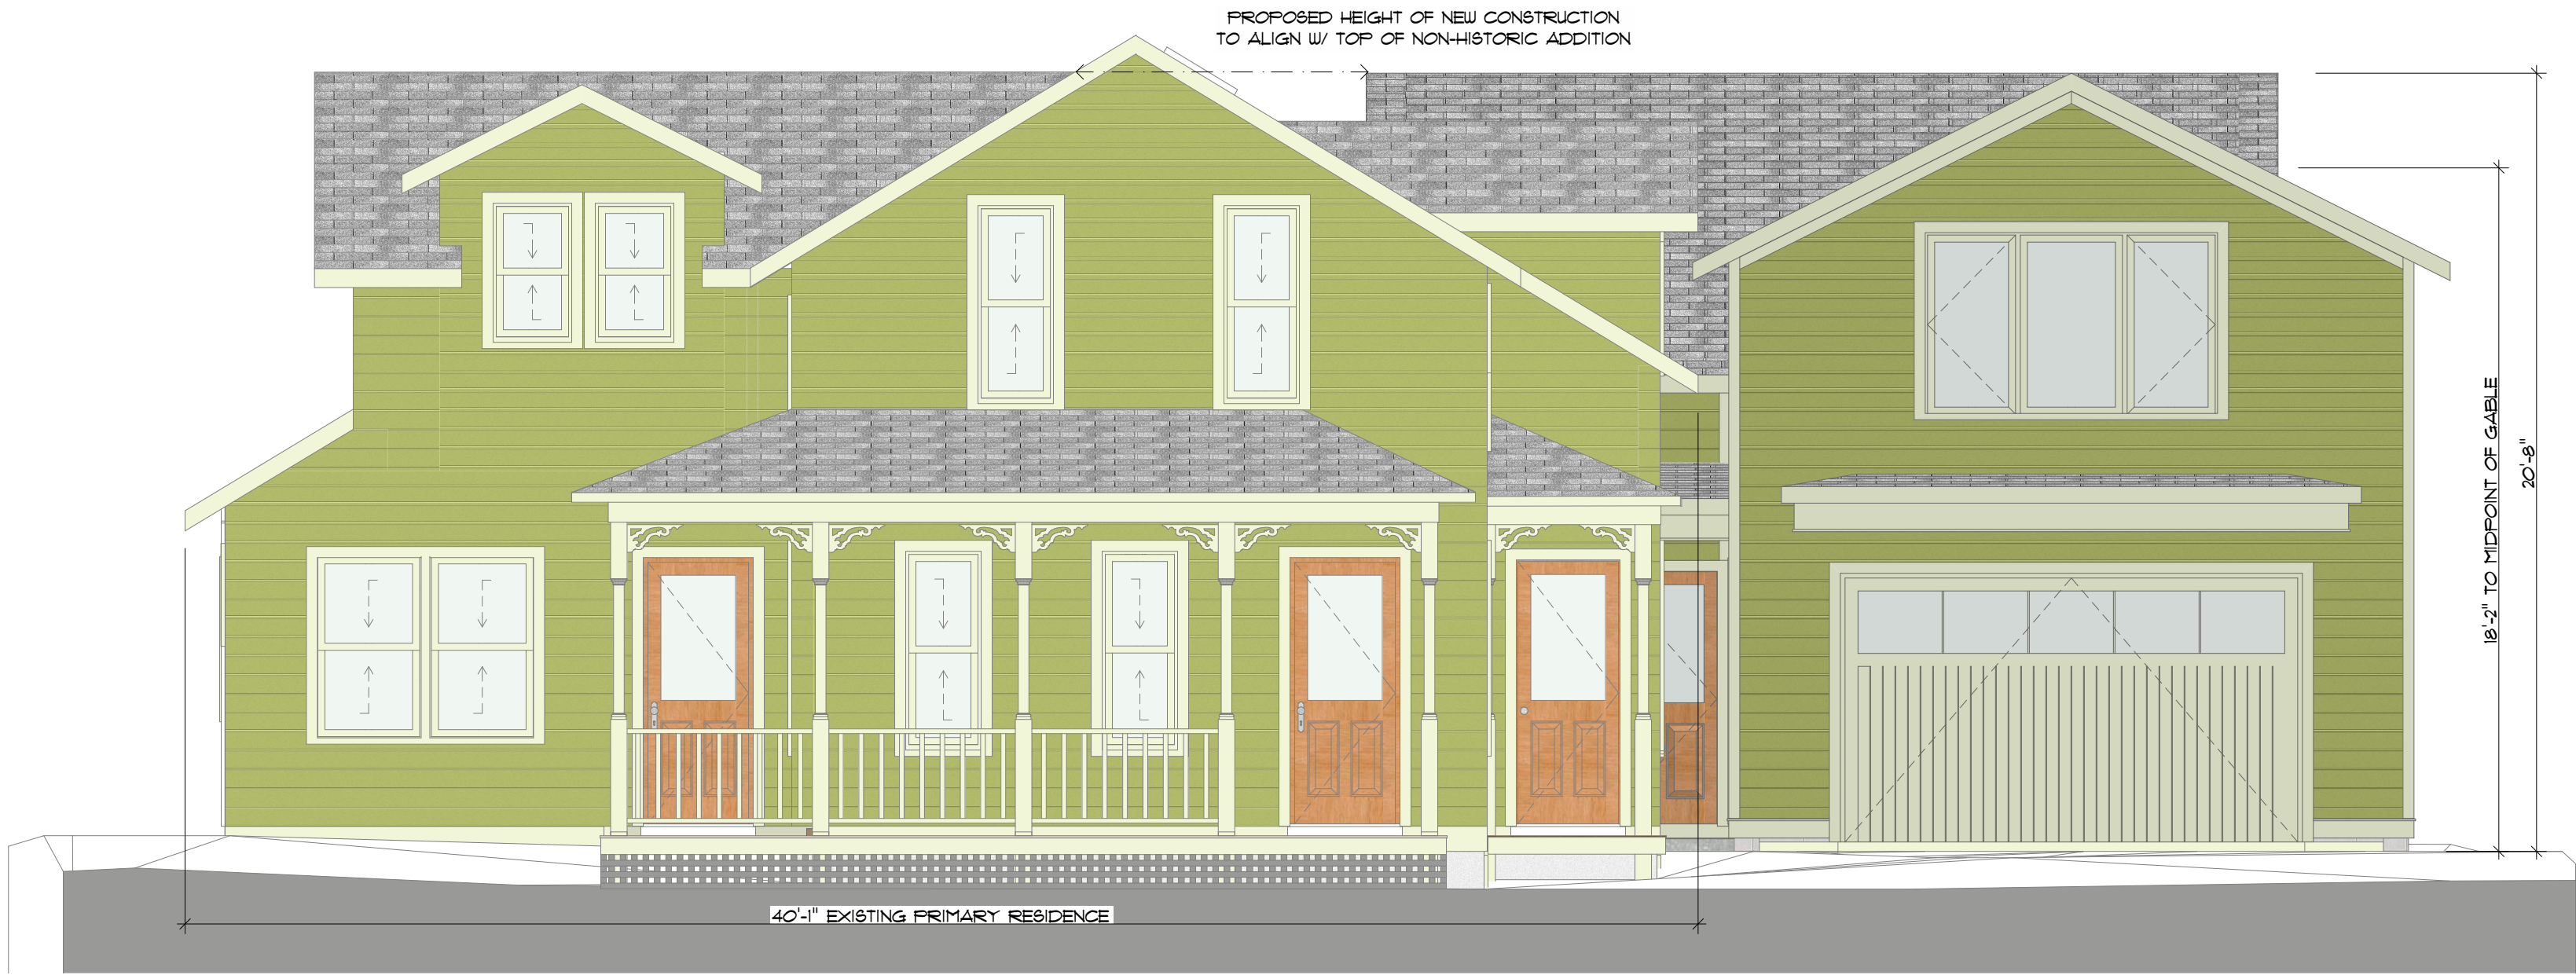 PROPOSED HEIGHT OF NEW CONSTRUCTION
TO ALIGN W/ TOP OF NON-HISTORIC ADDITION
18'-2" TO MIDPOINT OF GABLE
20'-8"
40'-1" EXISTING PRIMARY RESIDENCE